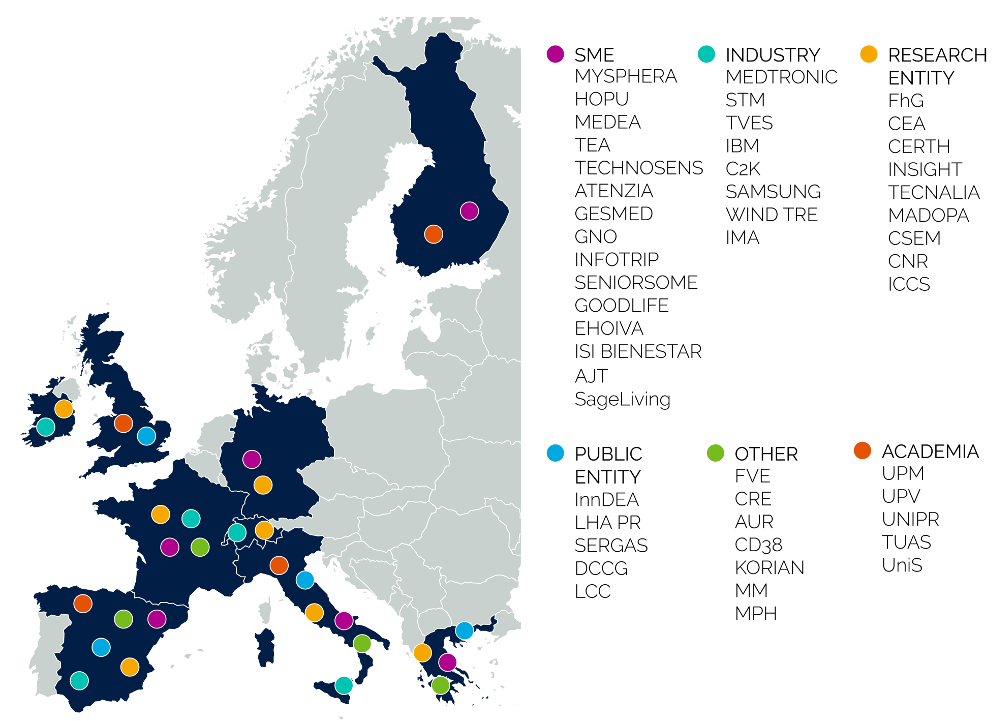 SME
MYSPHERA
HOPU
MEDEA
TEA
TECHNOSENS
ATENZIA
GESMED
GNO
INFOTRIP
SENIORSOME
GOODLIFE
EHOIVA
ISI BIENESTAR
AJT
SageLiving
INDUSTRY
MEDTRONIC
STM
TVES
IBM
C2K
SAMSUNG
WIND TRE
IMA
RESEARCH
ENTITY
FhG
CEA
CERTH
INSIGHT
TECNALIA
MADOPA
CSEM
CNR
ICCS
PUBLIC
ENTITY
InnDEA
LHA PR
SERGAS
DCCG
LCC
OTHER
FVE
CRE
AUR
CD38
KORIAN
MM
MPH
ACADEMIA
UPM
UPV
UNIPR
TUAS
UniS